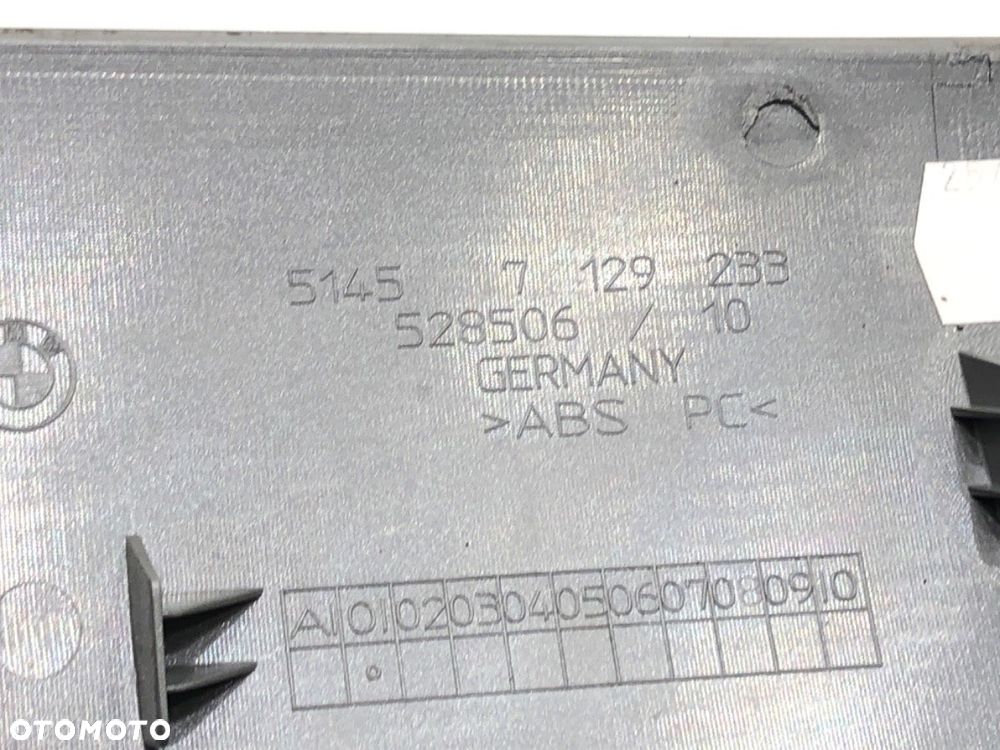 5145 7 129 233
528506 / 10
GERMANY
>ABS PC<
AI 01 02 03 04 05 06 07 08 09 10
OTOMOTO